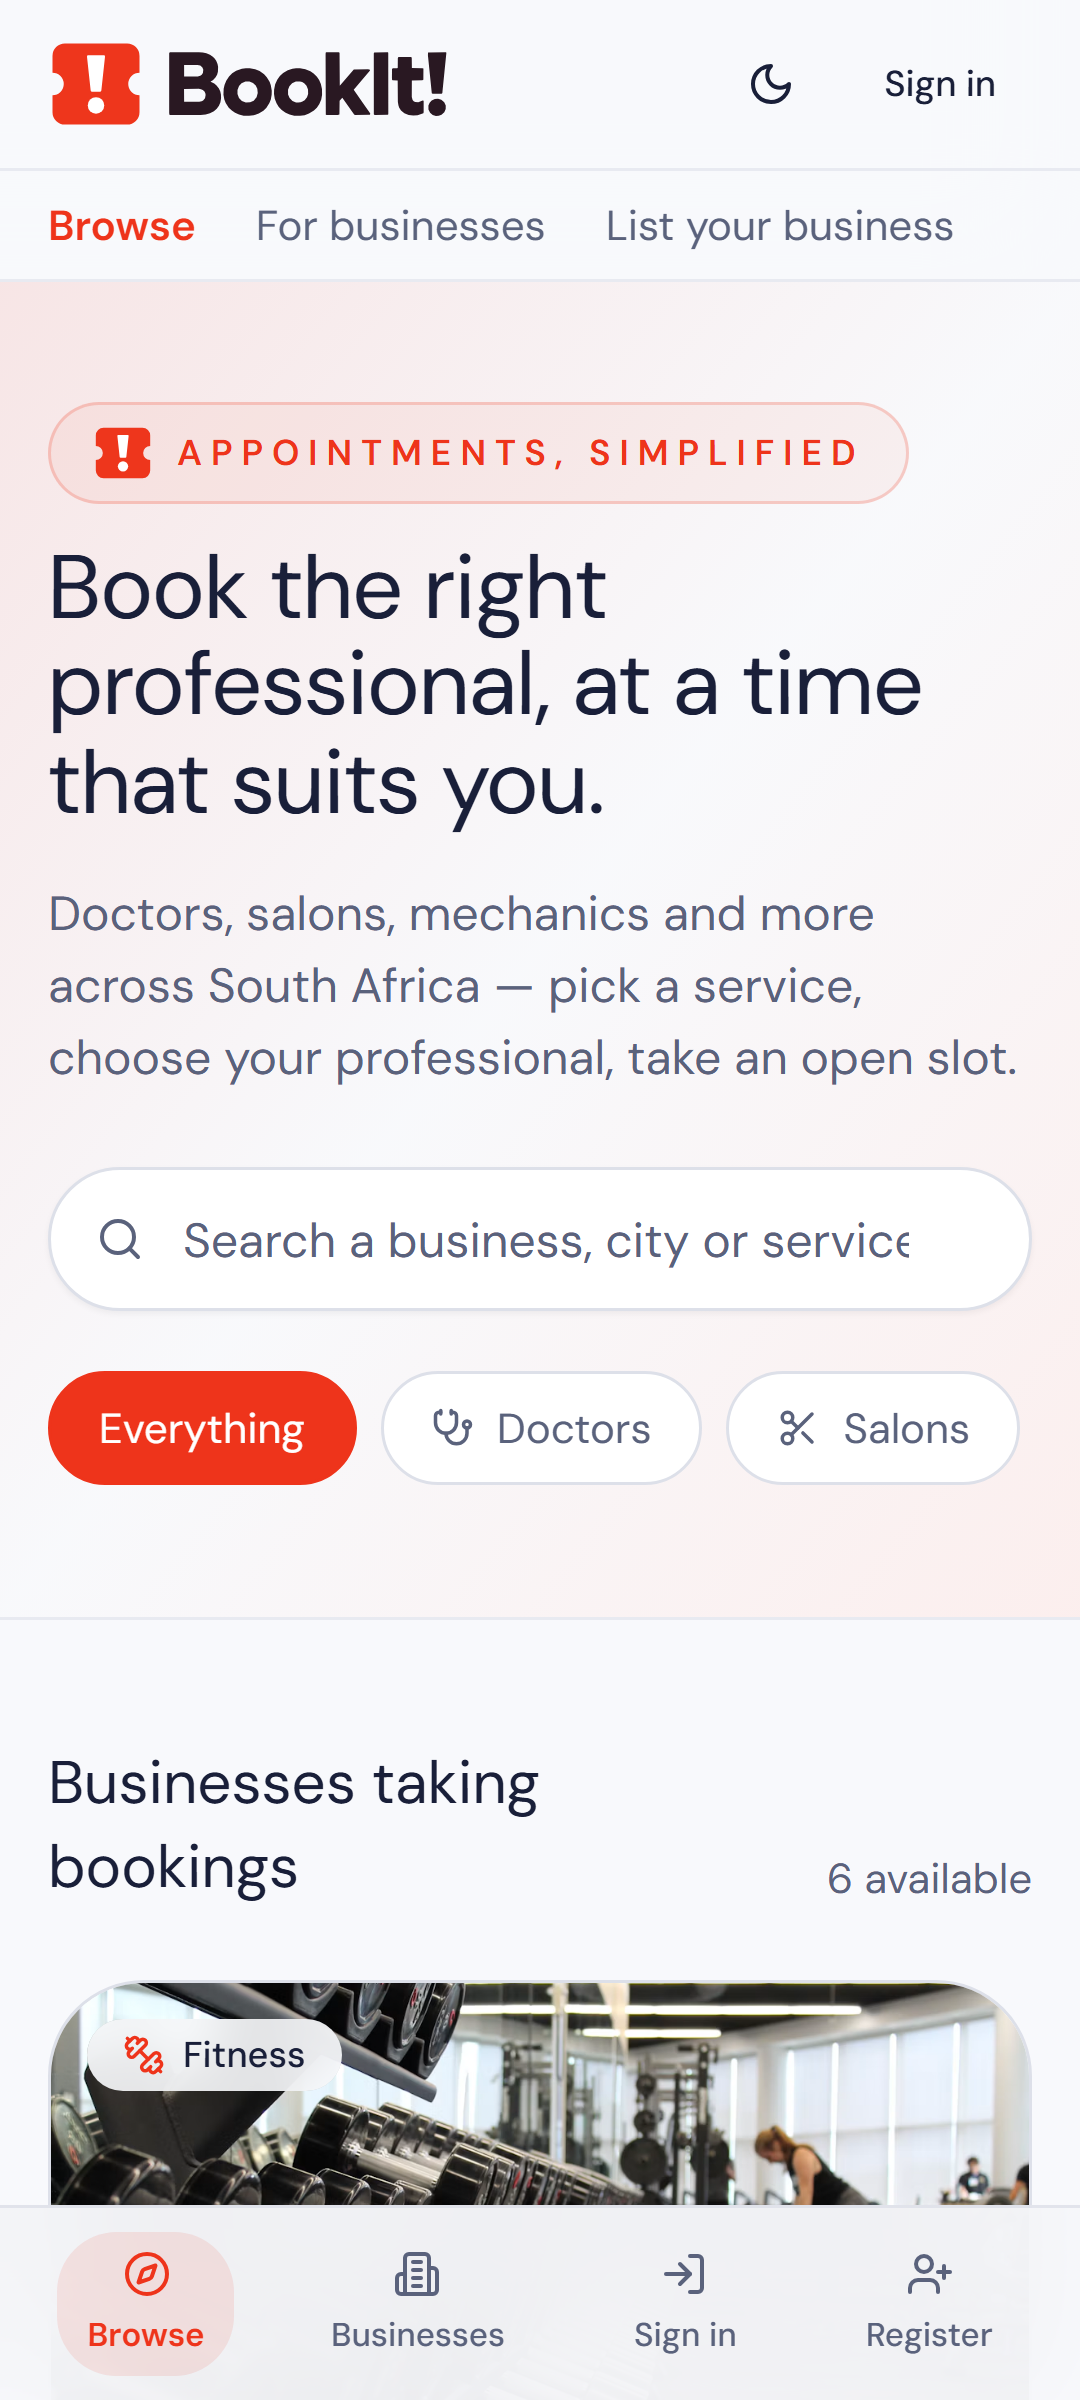 BookIt!
Sign in
Browse
For businesses
List your business
APPOINTMENTS, SIMPLIFIED
Book the right
professional, at a time
that suits you.
Doctors, salons, mechanics and more
across South Africa — pick a service,
choose your professional, take an open slot.
Search a business, city or service
Everything
Doctors
Salons
Businesses taking
bookings
6 available
Fitness
Browse
Businesses
Sign in
Register